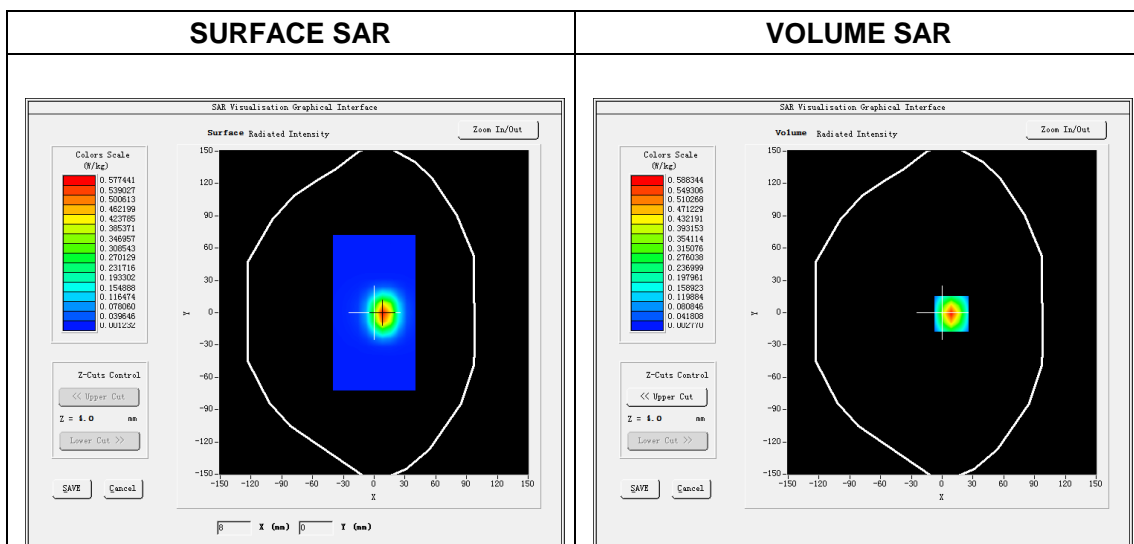 SURFACE SAR
VOLUME SAR
SAR Visualisation Graphical Interface
Surface Radiated Intensity
Zoom In/Out
Colors Scale
(W/kg)
0.577441
0.539027
0.500613
0.462199
0.423785
0.385371
0.346957
0.308543
0.270129
0.231716
0.193302
0.154888
0.116474
0.078060
0.039646
0.001232
150
120
90
60
30
0
-30
-60
-90
-120
-150
Y
-150 -120 -90 -60 -30 0 30 60 90 120 150
X
Z-Cuts Control
<< Upper Cut
Z = 4.0 mm
Lower Cut >>
SAVE Cancel
8 X (mm) 0 Y (mm)
SAR Visualisation Graphical Interface
Volume Radiated Intensity
Zoom In/Out
Colors Scale
(W/kg)
0.588344
0.549306
0.510268
0.471229
0.432191
0.393153
0.354114
0.315076
0.276038
0.236999
0.197961
0.158923
0.119884
0.080846
0.041808
0.002770
150
120
90
60
30
0
-30
-60
-90
-120
-150
Y
-150 -120 -90 -60 -30 0 30 60 90 120 150
X
Z-Cuts Control
<< Upper Cut
Z = 4.0 mm
Lower Cut >>
SAVE Cancel